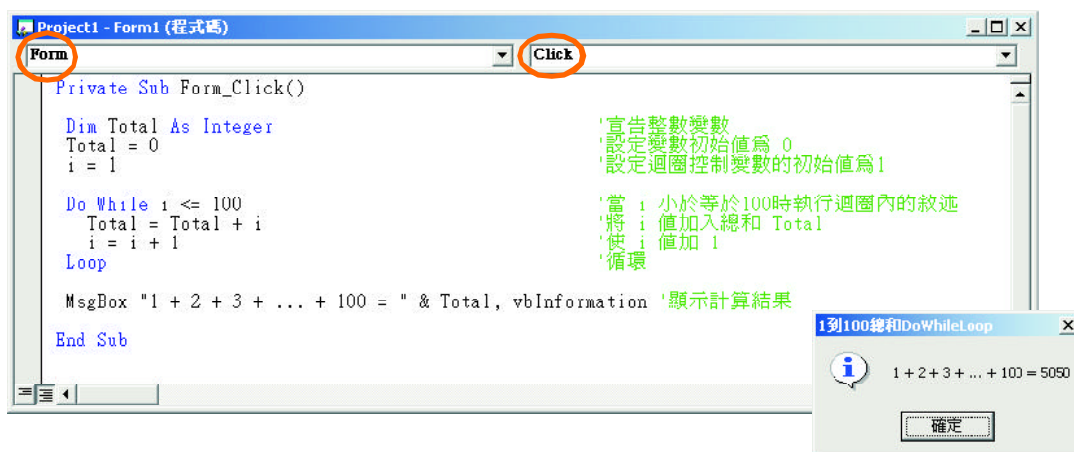 Project1 - Form1 (程式碼)
Form
Click
Private Sub Form_Click()
Dim Total As Integer '宣告整數變數
Total = 0 '設定變數初始值為 0
i = 1 '設定迴圈控制變數的初始值為1
Do While i <= 100 '當 i 小於等於100時執行迴圈內的敘述
Total = Total + i '將 i 值加入總和 Total
i = i + 1 '使 i 值加 1
Loop '循環
MsgBox "1 + 2 + 3 + ... + 100 = " & Total, vbInformation '顯示計算結果
End Sub
1到100總和DoWhileLoop
1 + 2 + 3 + ... + 100 = 5050
確定